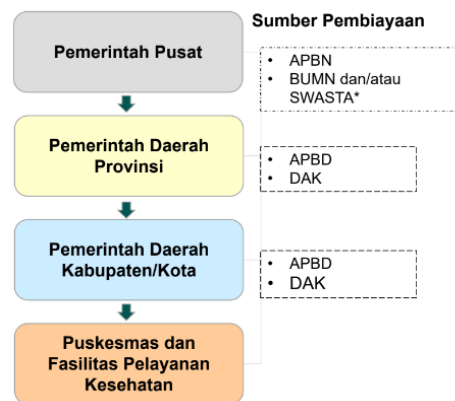 Sumber Pembiayaan
Pemerintah Pusat
• APBN
• BUMN dan/atau
SWASTA*
Pemerintah Daerah
Provinsi
• APBD
• DAK
Pemerintah Daerah
Kabupaten/Kota
• APBD
• DAK
Puskesmas dan
Fasilitas Pelayanan
Kesehatan